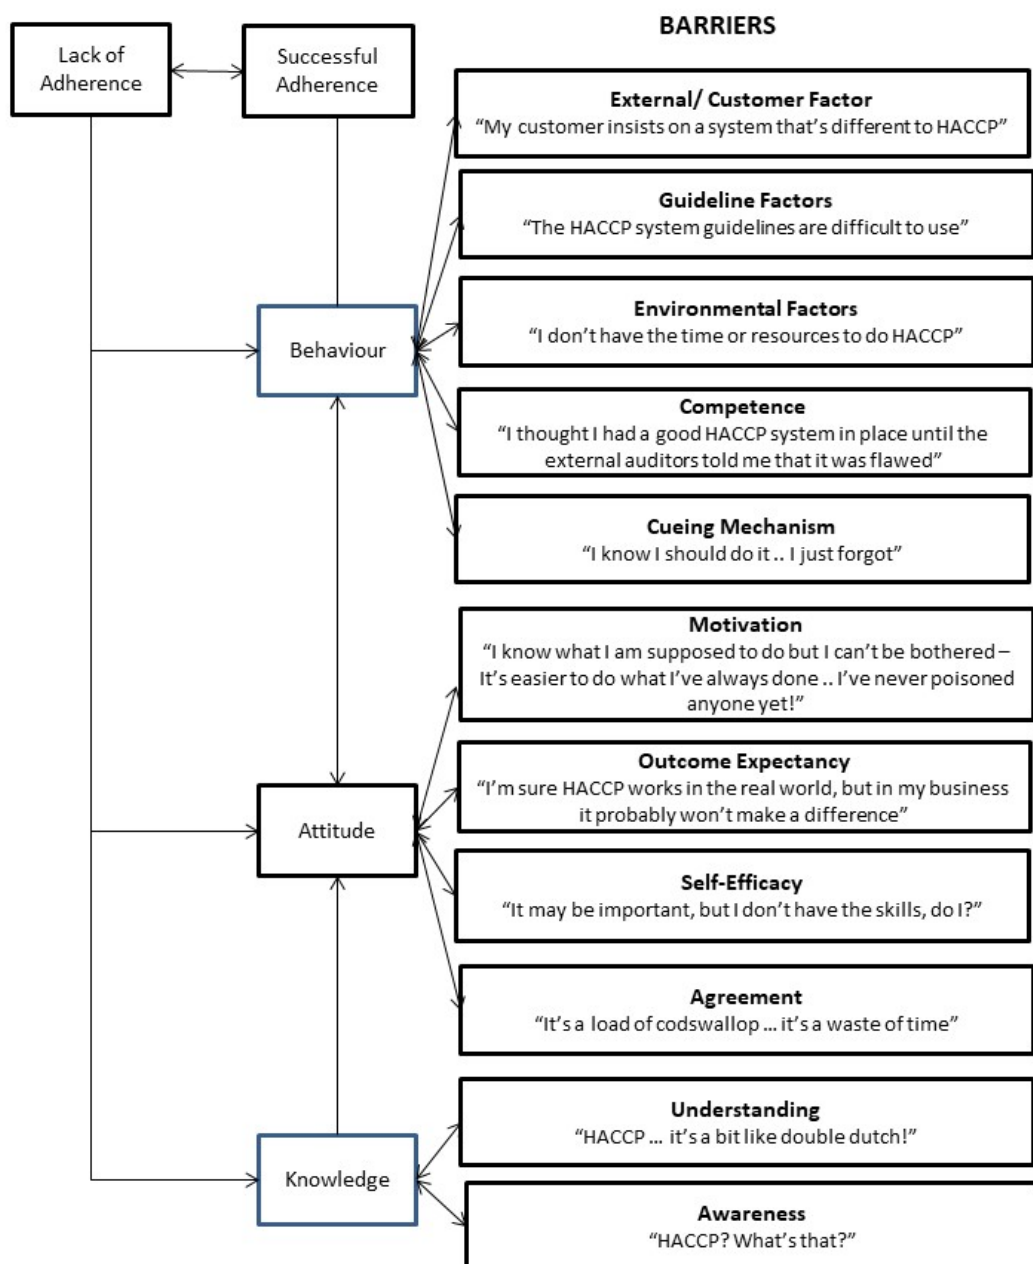 BARRIERS
Lack of
Adherence
Successful
Adherence
External/ Customer Factor
“My customer insists on a system that’s different to HACCP”
Guideline Factors
“The HACCP system guidelines are difficult to use”
Environmental Factors
“I don’t have the time or resources to do HACCP”
Behaviour
Competence
“I thought I had a good HACCP system in place until the
external auditors told me that it was flawed”
Cueing Mechanism
“I know I should do it .. I just forgot”
Motivation
“I know what I am supposed to do but I can’t be bothered –
It’s easier to do what I’ve always done .. I’ve never poisoned
anyone yet!”
Outcome Expectancy
“I’m sure HACCP works in the real world, but in my business
it probably won’t make a difference”
Attitude
Self-Efficacy
“It may be important, but I don’t have the skills, do I?”
Agreement
“It’s a load of codswallop ... it’s a waste of time”
Understanding
“HACCP ... it’s a bit like double dutch!”
Knowledge
Awareness
“HACCP? What’s that?”